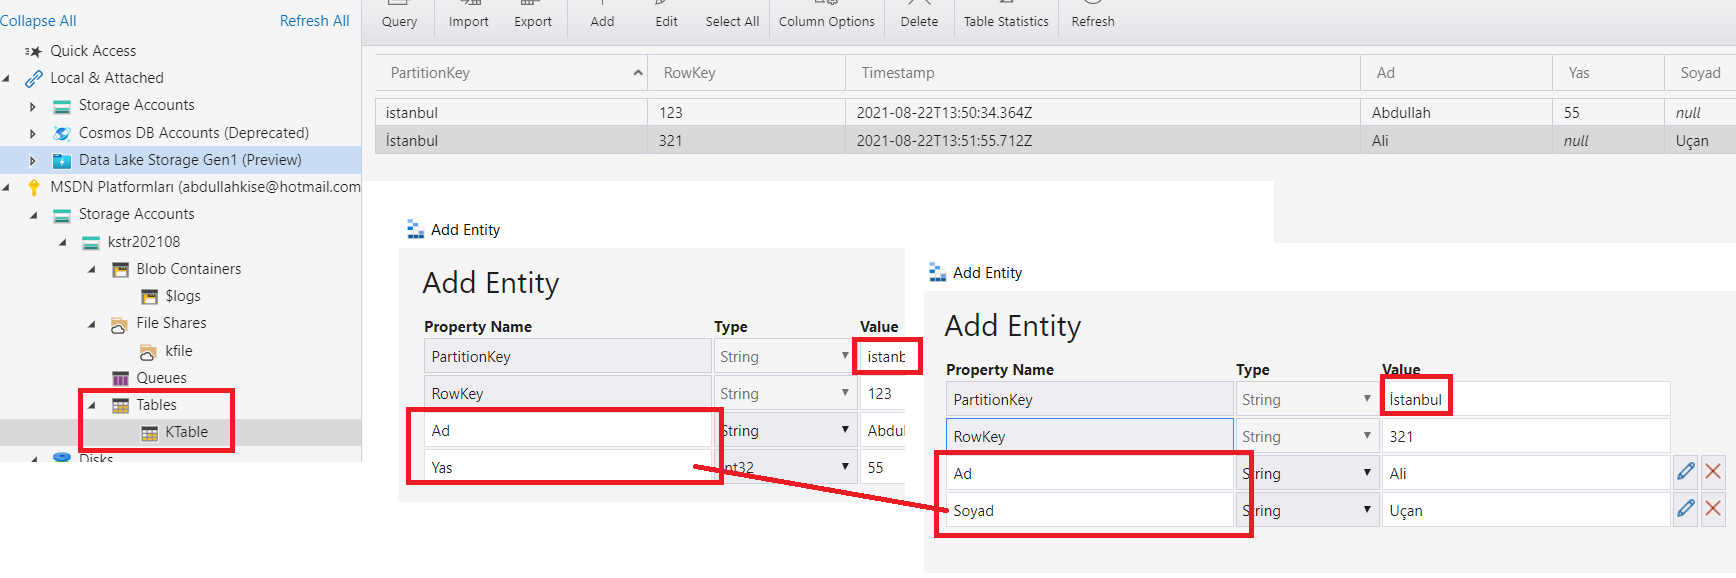 Collapse All Refresh All
Quick Access
Local & Attached
Storage Accounts
Cosmos DB Accounts (Deprecated)
Data Lake Storage Gen1 (Preview)
MSDN Platformları (abdullahkise@hotmail.com
Storage Accounts
kstr202108
Blob Containers
$logs
File Shares
kfile
Queues
Tables
KTable
Disks
Query Import Export Add Edit Select All Column Options Delete Table Statistics Refresh
PartitionKey RowKey Timestamp Ad Yas Soyad
istanbul 123 2021-08-22T13:50:34.364Z Abdullah 55 null
İstanbul 321 2021-08-22T13:51:55.712Z Ali null Uçan
Add Entity
Add Entity
Property Name Type Value
PartitionKey String istanb
RowKey String 123
Ad String Abdul
Yas Int32 55
Add Entity
Add Entity
Property Name Type Value
PartitionKey String İstanbul
RowKey String 321
Ad String Ali
Soyad String Uçan